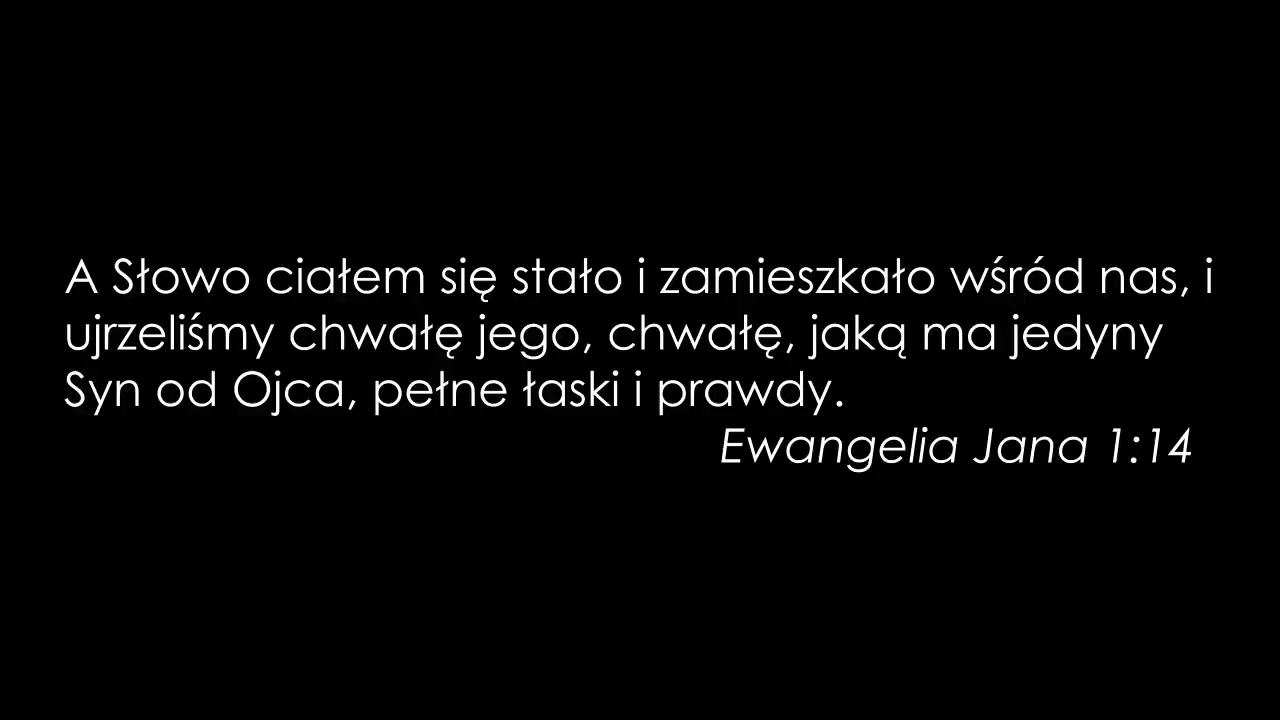 A Słowo ciałem się stało i zamieszkało wśród nas, i
ujrzeliśmy chwałę jego, chwałę, jaką ma jedyny
Syn od Ojca, pełne łaski i prawdy.
Ewangelia Jana 1:14